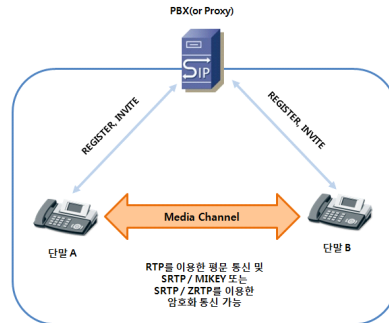 PBX(or Proxy)
SIP
REGISTER, INVITE
REGISTER, INVITE
Media Channel
단말 A
단말 B
RTP를 이용한 평문 통신 및
SRTP / MIKEY 또는
SRTP / ZRTP를 이용한
암호화 통신 가능